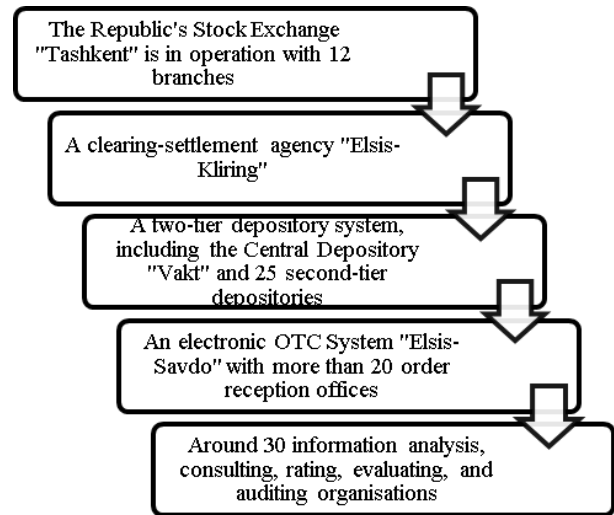 The Republic's Stock Exchange
"Tashkent" is in operation with 12
branches
A clearing-settlement agency "Elsis-
Kliring"
A two-tier depository system,
including the Central Depository
"Vakt" and 25 second-tier
depositories
An electronic OTC System "Elsis-
Savdo" with more than 20 order
reception offices
Around 30 information analysis,
consulting, rating, evaluating, and
auditing organisations